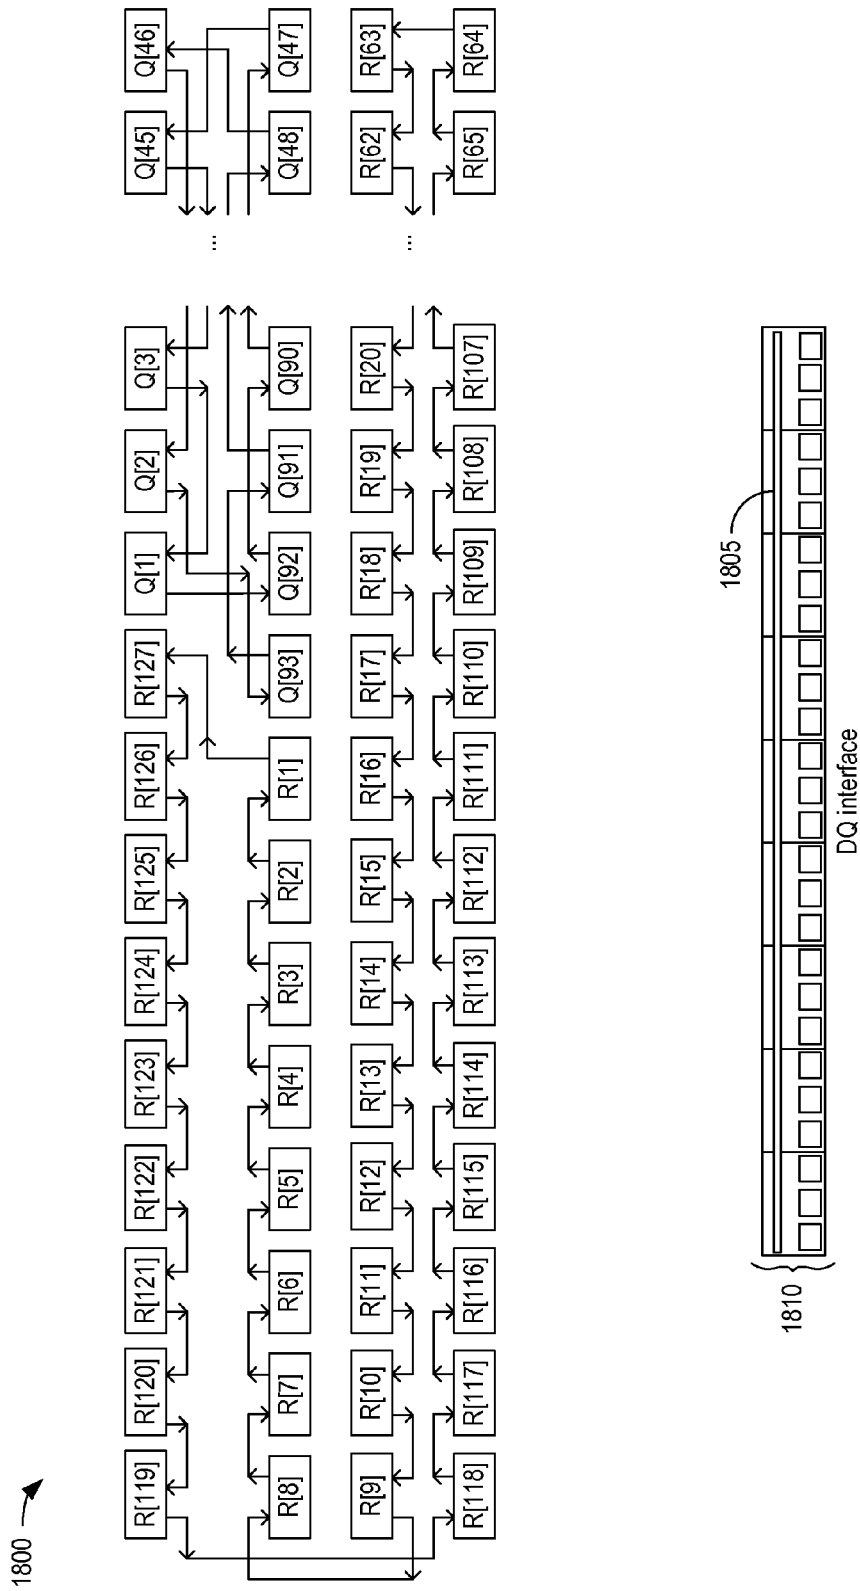 1800
R[119] R[120] R[121] R[122] R[123] R[124] R[125] R[126] R[127] Q[1] Q[2] Q[3] Q[45] Q[46]
R[8] R[7] R[6] R[5] R[4] R[3] R[2] R[1] Q[93] Q[92] Q[91] Q[90] ... Q[48] Q[47]
R[9] R[10] R[11] R[12] R[13] R[14] R[15] R[16] R[17] R[18] R[19] R[20] ... R[62] R[63]
R[118] R[117] R[116] R[115] R[114] R[113] R[112] R[111] R[110] R[109] R[108] R[107] R[65] R[64]
1805
1810
DQ interface